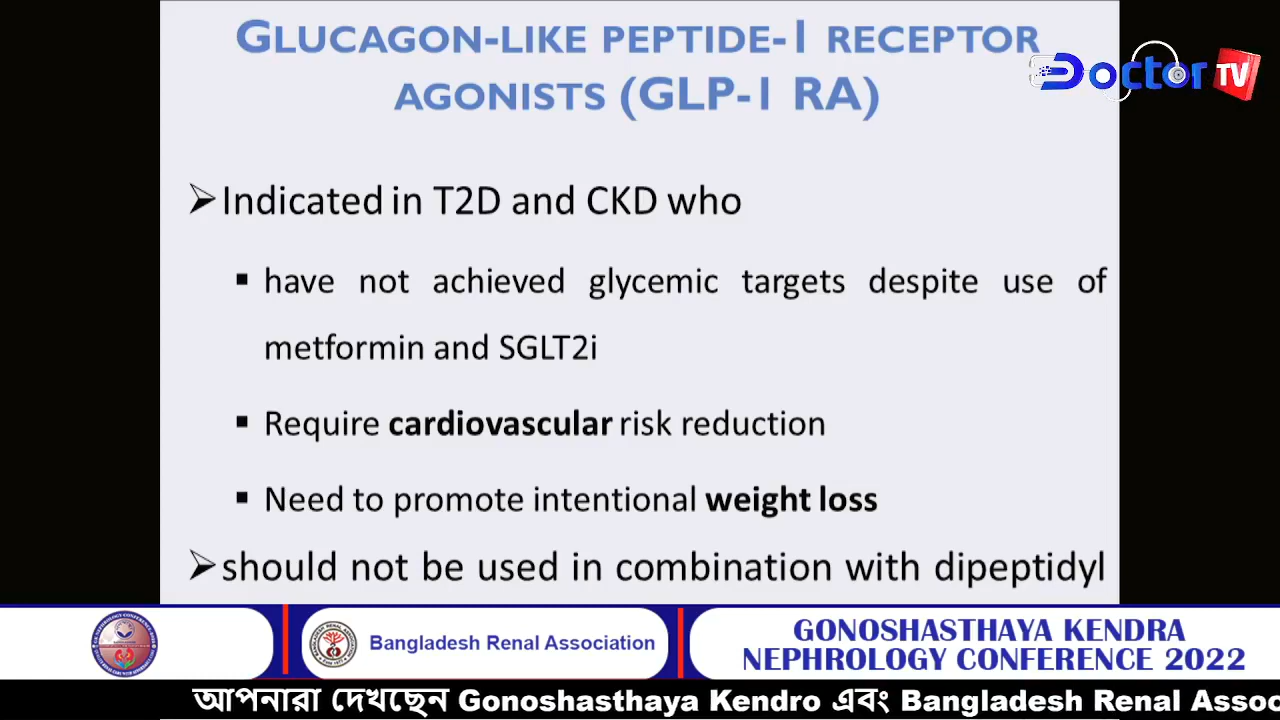 GLUCAGON-LIKE PEPTIDE-1 RECEPTOR
AGONISTS (GLP-1 RA)
Doctor TV
➢Indicated in T2D and CKD who
▪ have not achieved glycemic targets despite use of
metformin and SGLT2i
▪ Require cardiovascular risk reduction
▪ Need to promote intentional weight loss
➢should not be used in combination with dipeptidyl
Bangladesh Renal Association
GONOSHASTHAYA KENDRA
NEPHROLOGY CONFERENCE 2022
আপনারা দেখছেন Gonoshasthaya Kendro এবং Bangladesh Renal Assoc